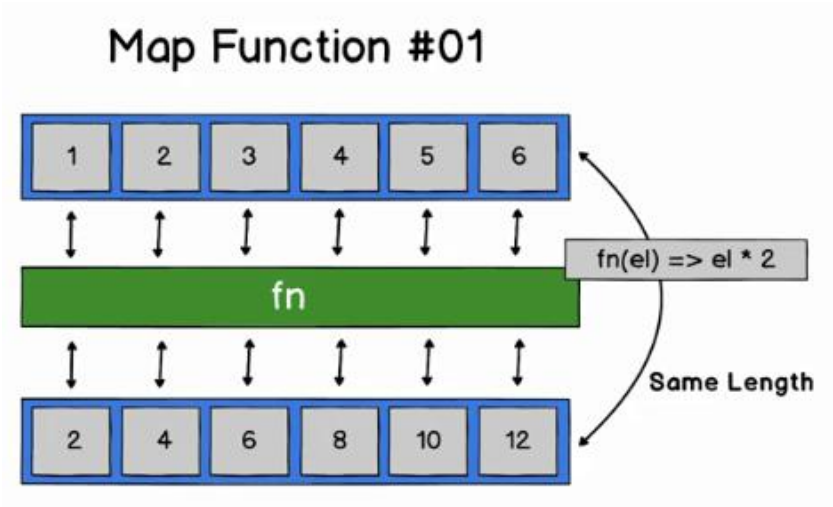 Map Function #01
1 2 3 4 5 6
fn(el) => el * 2
fn
Same Length
2 4 6 8 10 12